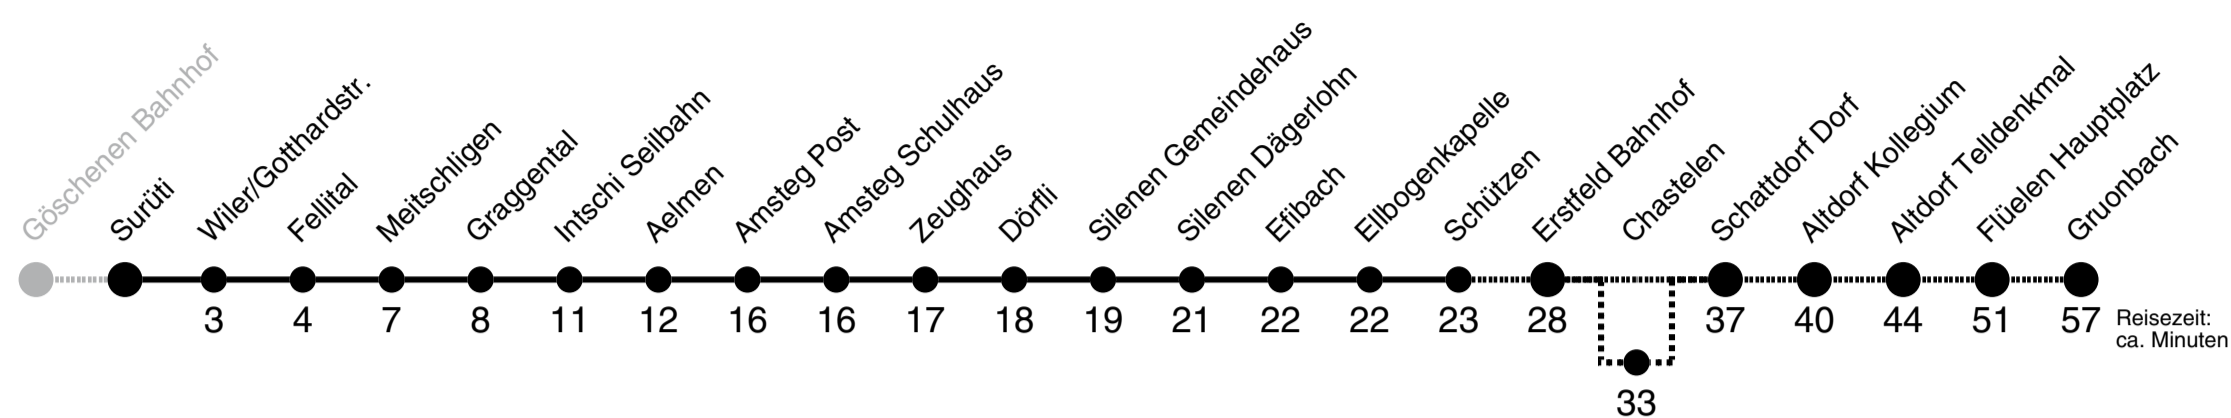 Göschenen Bahnhof
Surüti
Wiler/Gotthardstr.
Fellital
Meitschligen
Graggental
Intschi Seilbahn
Aelmen
Amsteg Post
Amsteg Schulhaus
Zeughaus
Dörfli
Silenen Gemeindehaus
Silenen Dägerlohn
Efibach
Ellbogenkapelle
Schützen
Erstfeld Bahnhof
Chastelen
Schattdorf Dorf
Altdorf Kollegium
Altdorf Telldenkmal
Flüelen Hauptplatz
Gruonbach
3 4 7 8 11 12 16 16 17 18 19 21 22 22 23 28 37 40 44 51 57
Reisezeit:
ca. Minuten
33